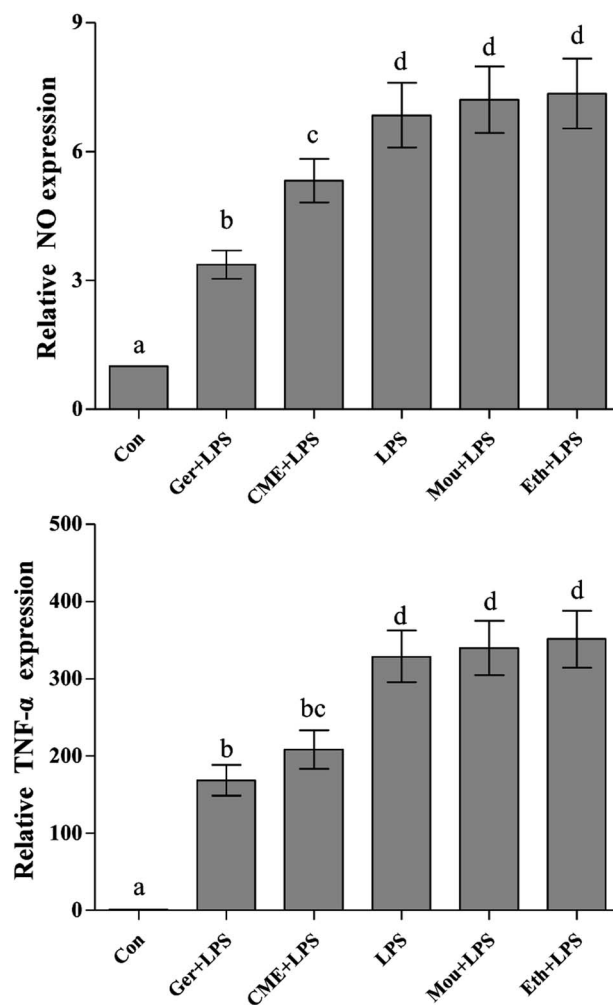 Relative NO expression
9
6
3
0
a
b
c
d
d
d
Con
Ger+LPS
CME+LPS
LPS
Mou+LPS
Eth+LPS
Relative TNF-α expression
500
400
300
200
100
0
a
b
bc
d
d
d
Con
Ger+LPS
CME+LPS
LPS
Mou+LPS
Eth+LPS